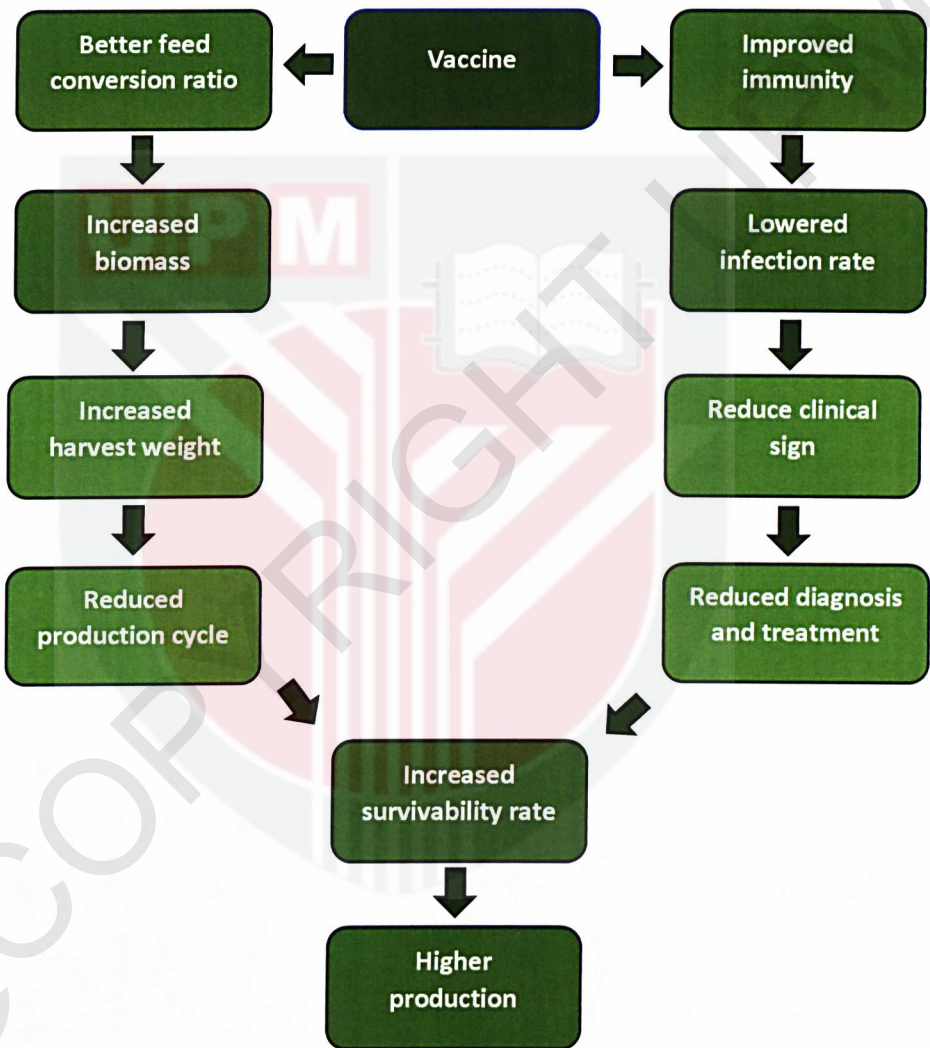 Better feed
conversion ratio
Vaccine
Improved
immunity
Increased
biomass
Lowered
infection rate
Increased
harvest weight
Reduce clinical
sign
Reduced
production cycle
Reduced diagnosis
and treatment
Increased
survivability rate
Higher
production
UPM
COPYRIGHT UPM